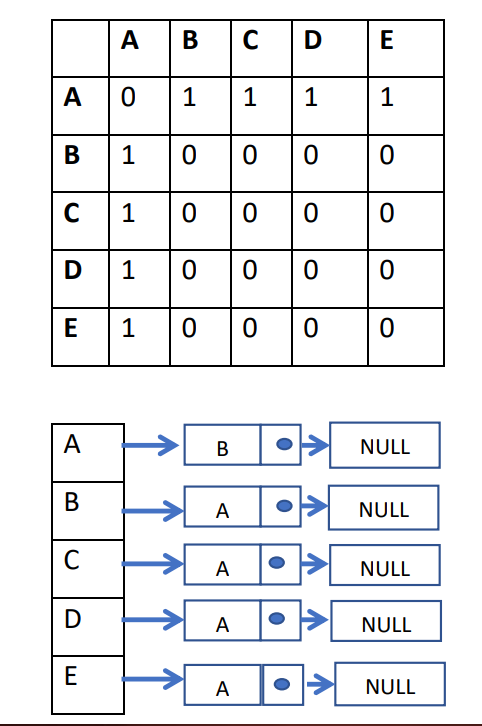 A B C D E
A 0 1 1 1 1
B 1 0 0 0 0
C 1 0 0 0 0
D 1 0 0 0 0
E 1 0 0 0 0
A B NULL
B A NULL
C A NULL
D A NULL
E A NULL